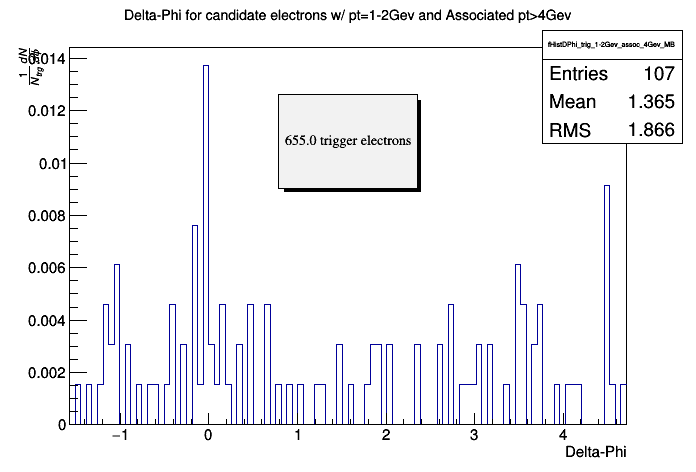 Delta-Phi for candidate electrons w/ pt=1-2Gev and Associated pt>4Gev
fHistDPhi_trig_1-2Gev_assoc_4Gev_MB
Entries 107
Mean 1.365
RMS 1.866
655.0 trigger electrons
0.014
0.012
0.01
0.008
0.006
0.004
0.002
0
−1 0 1 2 3 4
Delta-Phi